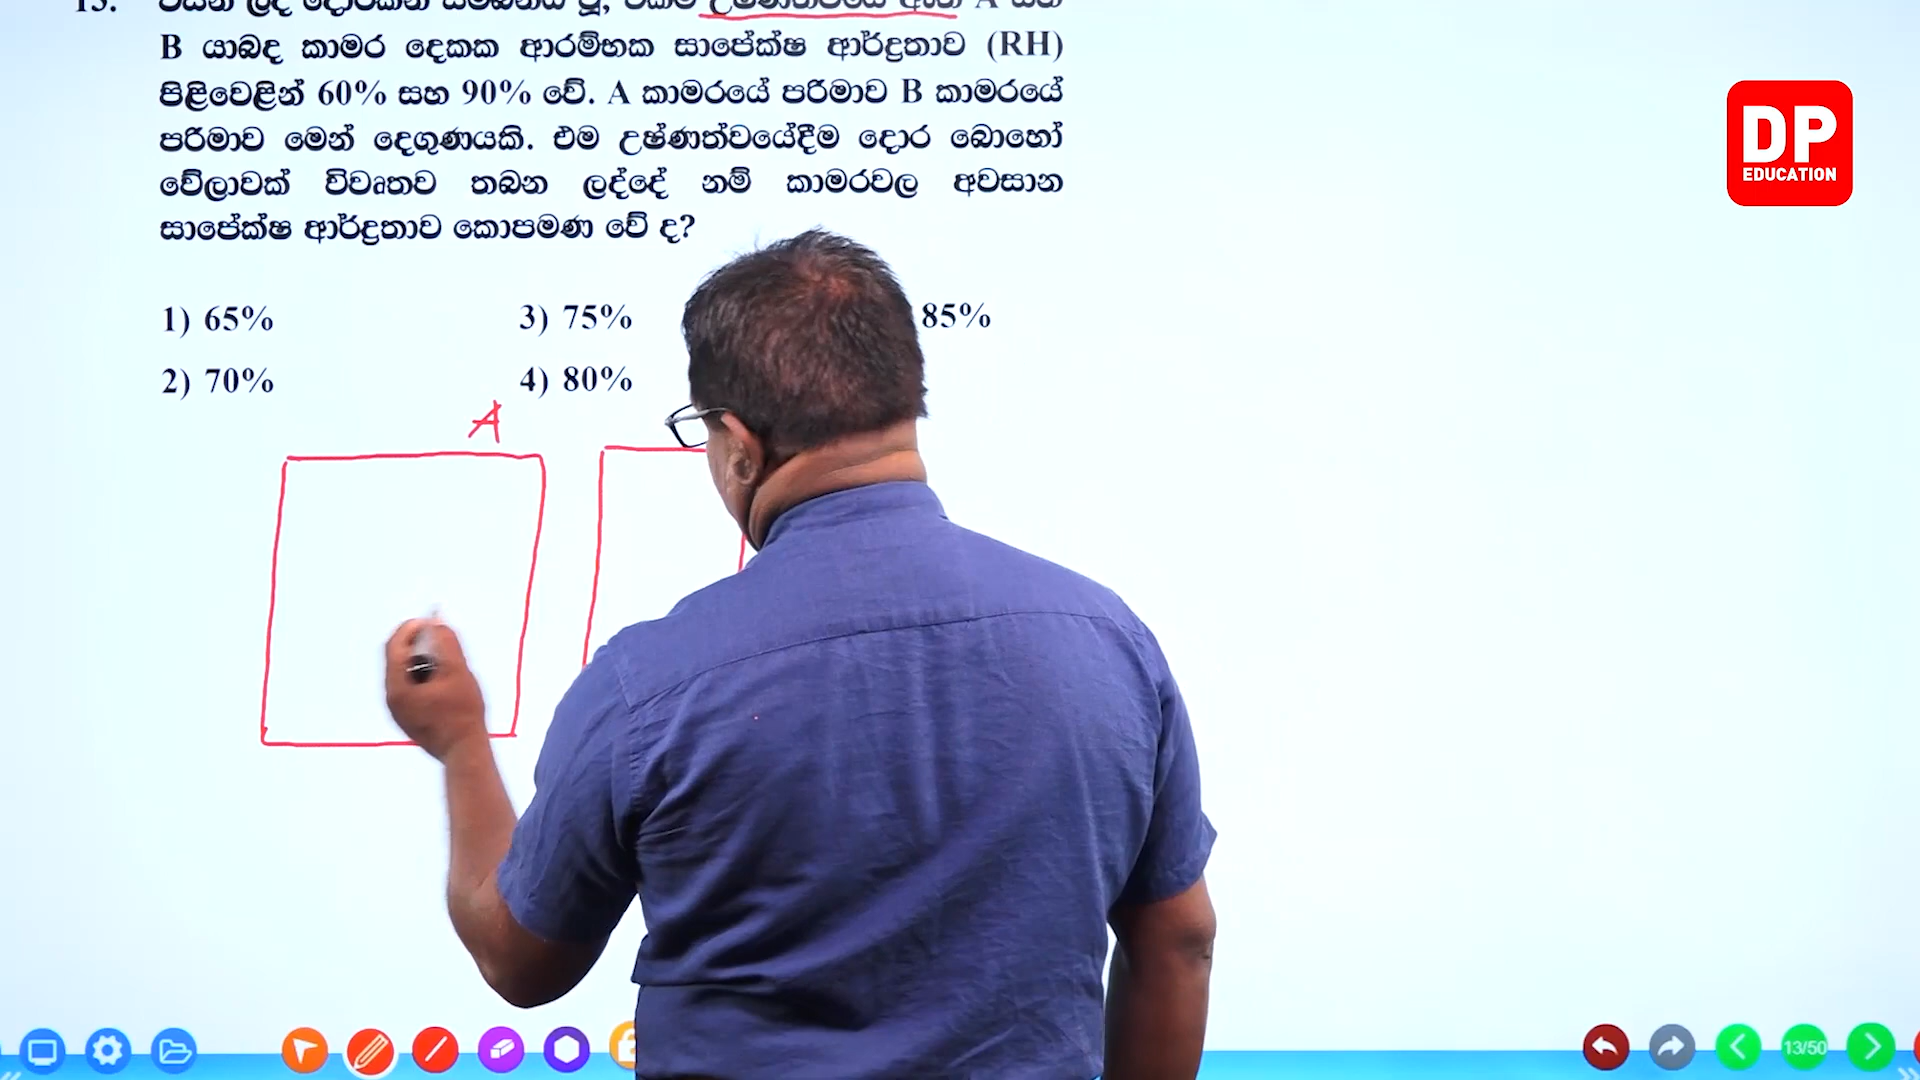 B යාබද කාමර දෙකක ආරම්භක සාපේක්ෂ ආර්ද්‍රතාව (RH)
පිළිවෙළින් 60% සහ 90% වේ. A කාමරයේ පරිමාව B කාමරයේ
පරිමාව මෙන් දෙගුණයකි. එම උෂ්ණත්වයේදීම දොර බොහෝ
වේලාවක් විවෘතව තබන ලද්දේ නම් කාමරවල අවසාන
සාපේක්ෂ ආර්ද්‍රතාව කොපමණ වේ ද?
1) 65%
3) 75%
85%
2) 70%
4) 80%
A
DP
EDUCATION
13/50